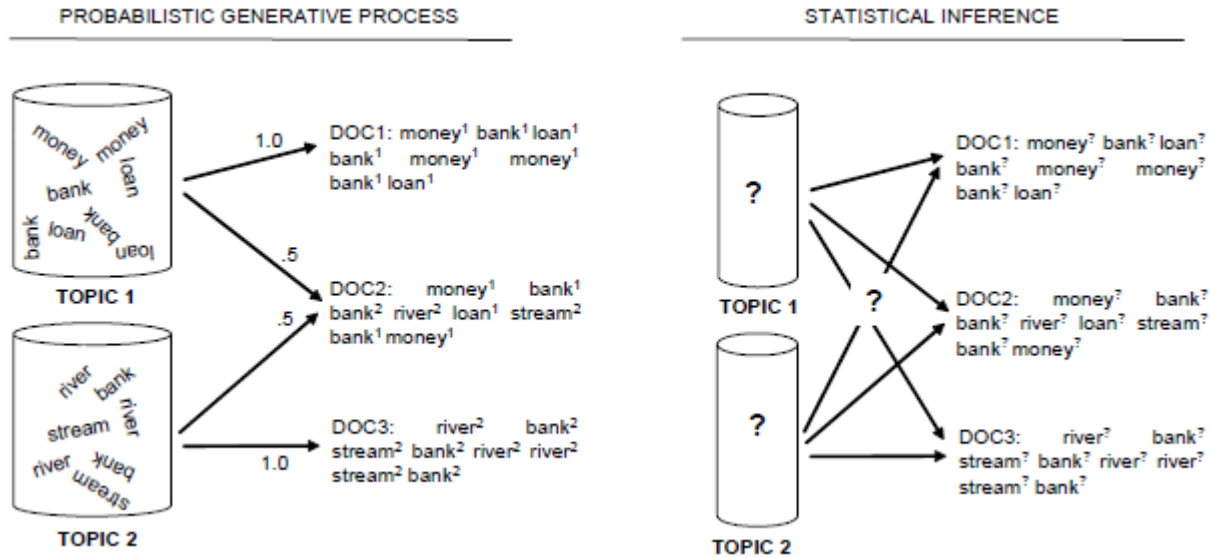 PROBABILISTIC GENERATIVE PROCESS
money
money
loan
bank
bank
loan
bank
loan
TOPIC 1
river
bank
river
stream
river
bank
stream
TOPIC 2
1.0
.5
.5
1.0
DOC1: money¹ bank¹ loan¹
bank¹ money¹ money¹
bank¹ loan¹
DOC2: money¹ bank¹
bank² river² loan¹ stream²
bank¹ money¹
DOC3: river² bank²
stream² bank² river² river²
stream² bank²
STATISTICAL INFERENCE
?
TOPIC 1
?
?
TOPIC 2
DOC1: money? bank? loan?
bank? money? money?
bank? loan?
DOC2: money? bank?
bank? river? loan? stream?
bank? money?
DOC3: river? bank?
stream? bank? river? river?
stream? bank?